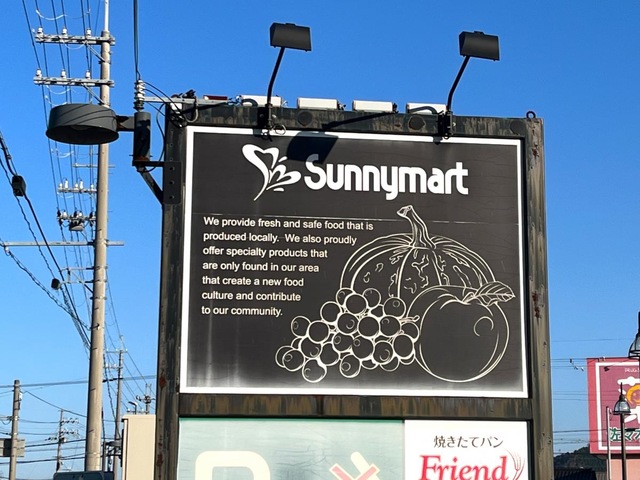 Sunnymart
We provide fresh and safe food that is
produced locally. We also proudly
offer specialty products that
are only found in our area
that create a new food
culture and contribute
to our community.
焼きたてパン
Friend